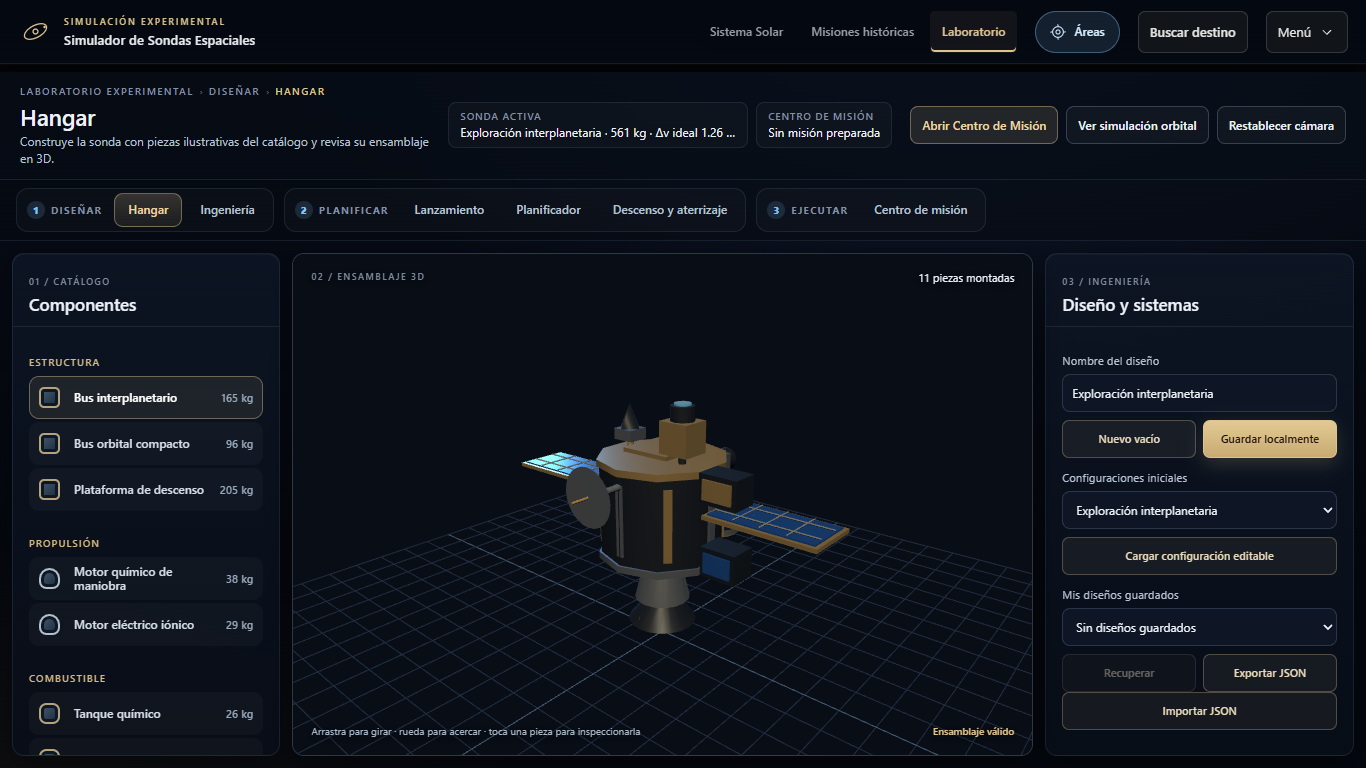 SIMULACIÓN EXPERIMENTAL
Simulador de Sondas Espaciales
Sistema Solar
Misiones históricas
Laboratorio
Áreas
Buscar destino
Menú
LABORATORIO EXPERIMENTAL › DISEÑAR › HANGAR
Hangar
Construye la sonda con piezas ilustrativas del catálogo y revisa su ensamblaje
en 3D.
SONDA ACTIVA
Exploración interplanetaria · 561 kg · Δv ideal 1.26 ...
CENTRO DE MISIÓN
Sin misión preparada
Abrir Centro de Misión
Ver simulación orbital
Restablecer cámara
1 DISEÑAR
Hangar
Ingeniería
2 PLANIFICAR
Lanzamiento
Planificador
Descenso y aterrizaje
3 EJECUTAR
Centro de misión
01 / CATÁLOGO
Componentes
ESTRUCTURA
Bus interplanetario 165 kg
Bus orbital compacto 96 kg
Plataforma de descenso 205 kg
PROPULSIÓN
Motor químico de
maniobra 38 kg
Motor eléctrico iónico 29 kg
COMBUSTIBLE
Tanque químico 26 kg
02 / ENSAMBLAJE 3D
11 piezas montadas
Arrastra para girar · rueda para acercar · toca una pieza para inspeccionarla
Ensamblaje válido
03 / INGENIERÍA
Diseño y sistemas
Nombre del diseño
Exploración interplanetaria
Nuevo vacío
Guardar localmente
Configuraciones iniciales
Exploración interplanetaria
Cargar configuración editable
Mis diseños guardados
Sin diseños guardados
Recuperar
Exportar JSON
Importar JSON